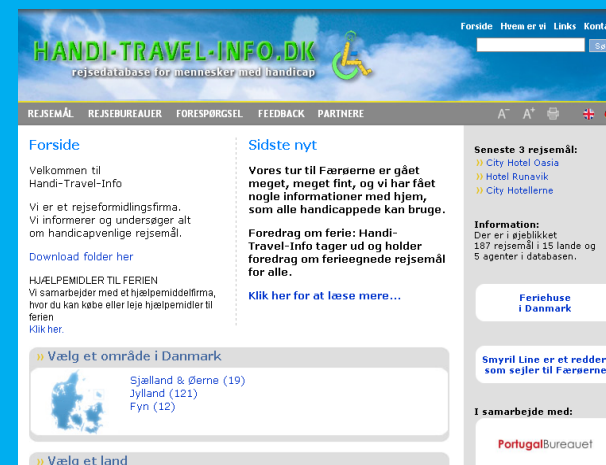 Forside Hvem er vi Links
HANDI-TRAVEL-INFO.DK
rejsedatabase for mennesker med handicap
REJSEMÅL REJSEBUREAUER FORESPØRGSEL FEEDBACK PARTNERE
A- A+
Forside
Velkommen til
Handi-Travel-Info
Vi er et rejseformidlingsfirma.
Vi informerer og undersøger alt
om handicapvenlige rejsemål.
Download folder her
HJÆLPEMIDLER TIL FERIEN
Vi samarbejder med et hjælpemiddelfirma,
hvor du kan købe eller leje hjælpemidler til
ferien
Klik her.
Sidste nyt
Vores tur til Færøerne er gået
meget, meget fint, og vi har fået
nogle informationer med hjem,
som alle handicappede kan bruge.
Foredrag om ferie: Handi-
Travel-Info tager ud og holder
foredrag om ferieegnede rejsemål
for alle.
Klik her for at læse mere...
Seneste 3 rejsemål:
» City Hotel Oasia
» Hotel Runavik
» City Hotellerne
Information:
Der er i øjeblikket
187 rejsemål i 15 lande og
5 agenter i databasen.
Feriehuse
i Danmark
Smyril Line er et redder
som sejler til Færøerne
I samarbejde med:
PortugalBureauet
» Vælg et område i Danmark
Sjælland & Øerne (19)
Jylland (121)
Fyn (12)
» Vælg et land